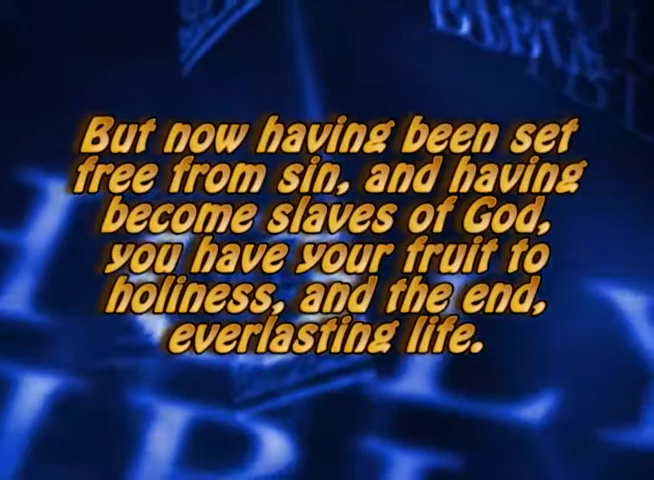 But now having been set
free from sin, and having
become slaves of God,
you have your fruit to
holiness, and the end,
everlasting life.